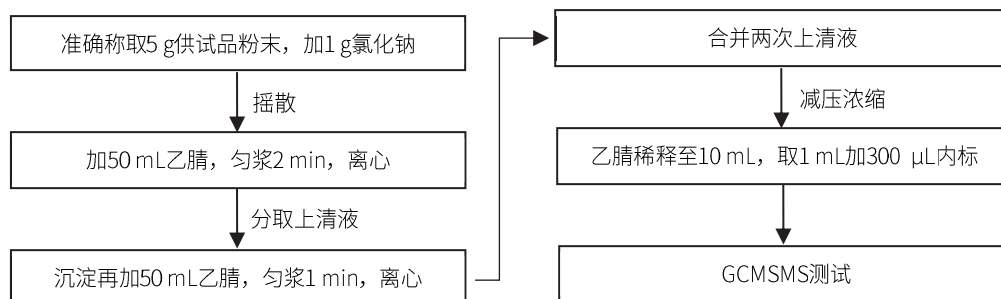 准确称取5 g供试品粉末，加1 g氯化钠
摇散
加50 mL乙腈，匀浆2 min，离心
分取上清液
沉淀再加50 mL乙腈，匀浆1 min，离心
合并两次上清液
减压浓缩
乙腈稀释至10 mL，取1 mL加300 μL内标
GCMSMS测试